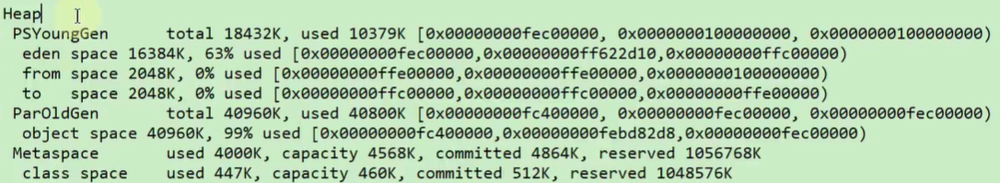 Heap
PSYoungGen      total 18432K, used 10379K [0x00000000fec00000, 0x0000000100000000, 0x0000000100000000)
eden space 16384K, 63% used [0x00000000fec00000,0x00000000ff622d10,0x00000000ffc00000)
from space 2048K, 0% used [0x00000000ffe00000,0x00000000ffe00000,0x0000000100000000)
to   space 2048K, 0% used [0x00000000ffc00000,0x00000000ffc00000,0x00000000ffe00000)
ParOldGen       total 40960K, used 40800K [0x00000000fc400000, 0x00000000fec00000, 0x00000000fec00000)
object space 40960K, 99% used [0x00000000fc400000,0x00000000febd82d8,0x00000000fec00000)
Metaspace       used 4000K, capacity 4568K, committed 4864K, reserved 1056768K
class space    used 447K, capacity 460K, committed 512K, reserved 1048576K